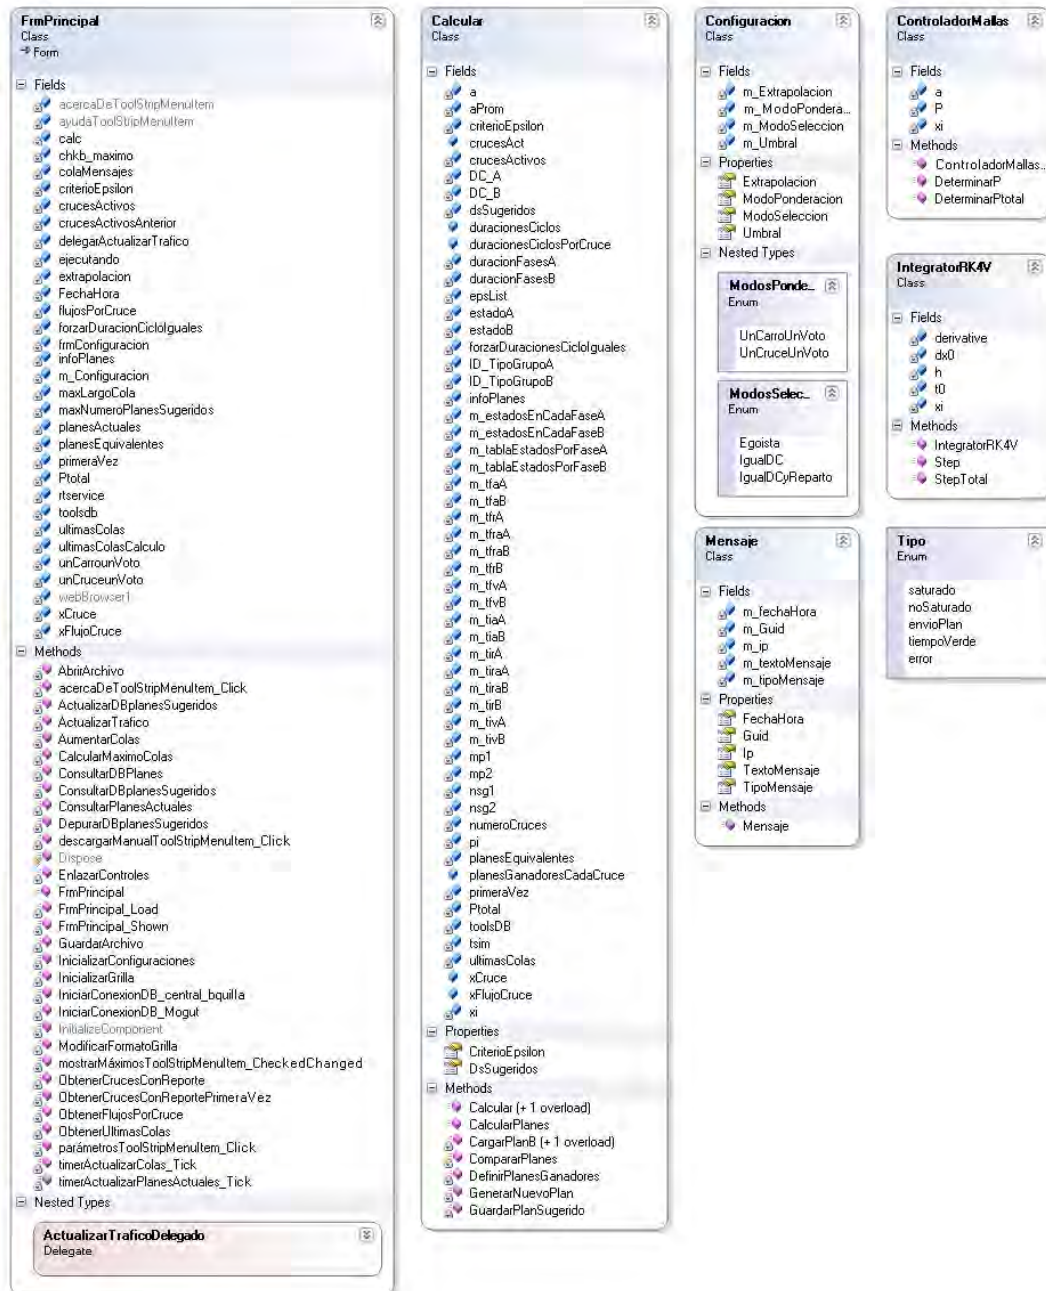 FrmPrincipal
Class
Form
Fields
acercaDeToolStripMenuItem
ayudaToolStripMenuItem
calc
chkb_maximo
colaMensajes
criterioEpsilon
crucesActivos
crucesActivosAnterior
delegarActualizarTrafico
ejecutando
extrapolacion
FechaHora
flujosPorCruce
forzarDuracionCicloIguales
frmConfiguracion
infoPlanes
m_Configuracion
maxLargoCola
maxNumeroPlanesSugeridos
planesActuales
planesEquivalentes
primeraVez
Ptotal
rtservice
toolsdb
ultimasColas
ultimasColasCalculo
unCarrounVoto
unCruceunVoto
webBrowser1
xCruce
xFlujoCruce
Methods
AbrirArchivo
acercaDeToolStripMenuItem_Click
ActualizarDBplanesSugeridos
ActualizarTrafico
AumentarColas
CalcularMaximoColas
ConsultarDBPlanes
ConsultarDBplanesSugeridos
ConsultarPlanesActuales
DepurarDBplanesSugeridos
descargarManualToolStripMenuItem_Click
Dispose
EnlazarControles
FrmPrincipal
FrmPrincipal_Load
FrmPrincipal_Shown
GuardarArchivo
InicializarConfiguraciones
InicializarGrilla
IniciarConexionDB_central_bquilla
IniciarConexionDB_Mogut
InitializeComponent
ModificarFormatoGrilla
mostrarMáximosToolStripMenuItem_CheckedChanged
ObtenerCrucesConReporte
ObtenerCrucesConReportePrimeraVez
ObtenerFlujosPorCruce
ObtenerUltimasColas
parámetrosToolStripMenuItem_Click
timerActualizarColas_Tick
timerActualizarPlanesActuales_Tick
Nested Types
ActualizarTraficoDelegado
Delegate
Calcular
Class
Fields
a
aProm
criterioEpsilon
crucesAct
crucesActivos
DC_A
DC_B
dsSugeridos
duracionesCiclos
duracionesCiclosPorCruce
duracionFasesA
duracionFasesB
epsList
estadoA
estadoB
forzarDuracionesCicloIguales
ID_TipoGrupoA
ID_TipoGrupoB
infoPlanes
m_estadosEnCadaFaseA
m_estadosEnCadaFaseB
m_tablaEstadosPorFaseA
m_tablaEstadosPorFaseB
m_tfaA
m_tfaB
m_tfrA
m_tfraA
m_tfraB
m_tfrB
m_tfvA
m_tfvB
m_tiaA
m_tiaB
m_tirA
m_tiraA
m_tiraB
m_tirB
m_tivA
m_tivB
mp1
mp2
nsg1
nsg2
numeroCruces
pi
planesEquivalentes
planesGanadoresCadaCruce
primeraVez
Ptotal
toolsDB
tsim
ultimasColas
xCruce
xFlujoCruce
xi
Properties
CriterioEpsilon
DsSugeridos
Methods
Calcular (+ 1 overload)
CalcularPlanes
CargarPlanB (+ 1 overload)
CompararPlanes
DefinirPlanesGanadores
GenerarNuevoPlan
GuardarPlanSugerido
Configuracion
Class
Fields
m_Extrapolacion
m_ModoPondera...
m_ModoSeleccion
m_Umbral
Properties
Extrapolacion
ModoPonderacion
ModoSeleccion
Umbral
Nested Types
ModosPonde...
Enum
UnCarroUnVoto
UnCruceUnVoto
ModosSelec...
Enum
Egoista
IgualDC
IgualDCyReparto
Mensaje
Class
Fields
m_fechaHora
m_Guid
m_ip
m_textoMensaje
m_tipoMensaje
Properties
FechaHora
Guid
Ip
TextoMensaje
TipoMensaje
Methods
Mensaje
ControladorMallas
Class
Fields
a
P
xi
Methods
ControladorMallas...
DeterminarP
DeterminarPtotal
IntegratorRK4V
Class
Fields
derivative
dx0
h
t0
xi
Methods
IntegratorRK4V
Step
StepTotal
Tipo
Enum
saturado
noSaturado
envioPlan
tiempoVerde
error